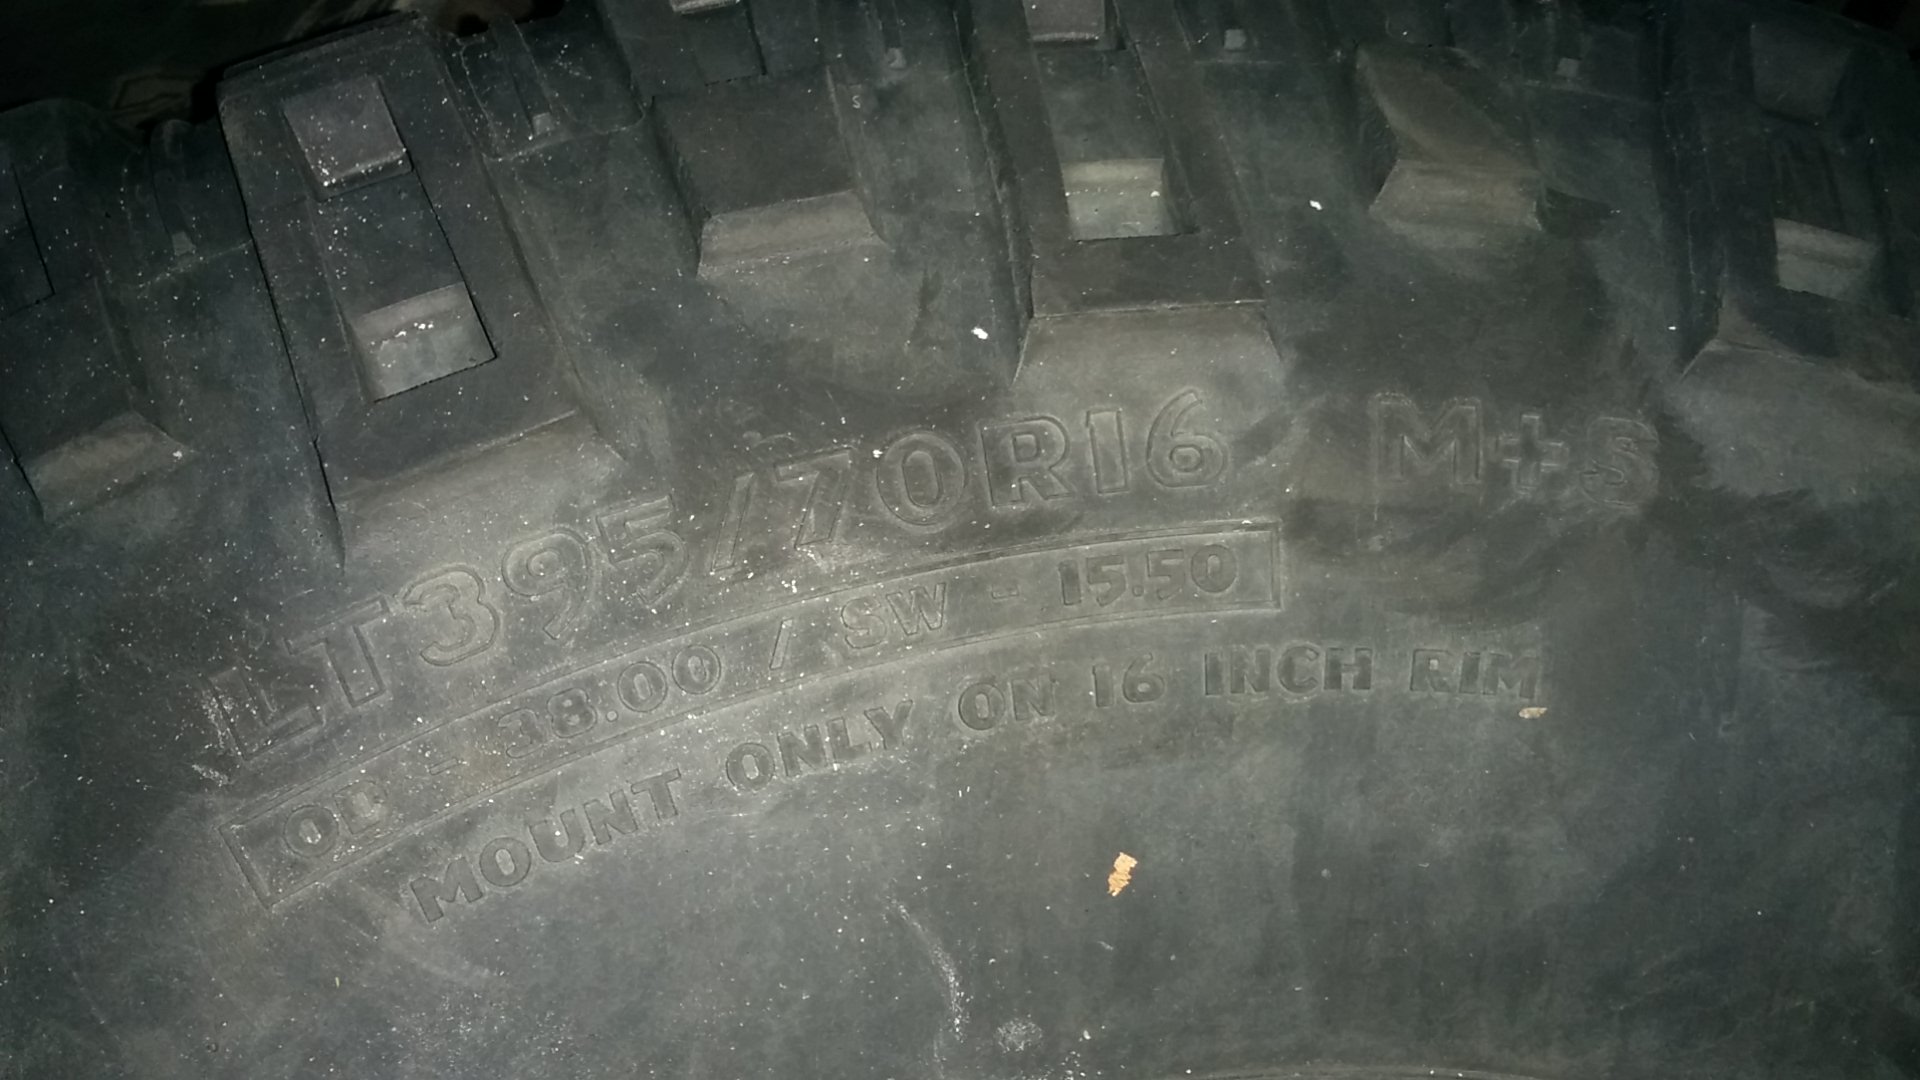 LT395/70R16 M+S
OD - 38.00 / SW - 15.50
MOUNT ONLY ON 16 INCH RIM